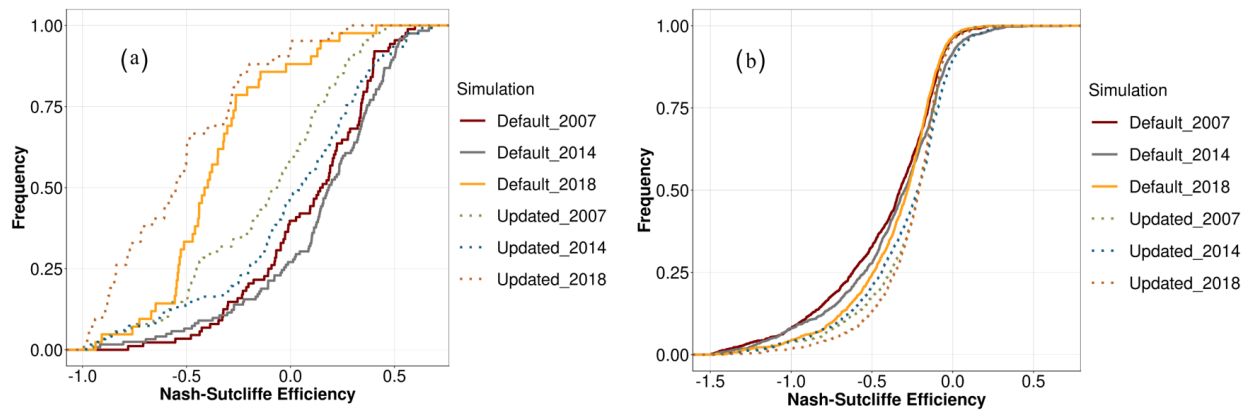 (a)
1.00
0.75
0.50
0.25
0.00
Frequency
-1.0
-0.5
0.0
0.5
Nash-Sutcliffe Efficiency
Simulation
Default_2007
Default_2014
Default_2018
Updated_2007
Updated_2014
Updated_2018
(b)
1.00
0.75
0.50
0.25
0.00
Frequency
-1.5
-1.0
-0.5
0.0
0.5
Nash-Sutcliffe Efficiency
Simulation
Default_2007
Default_2014
Default_2018
Updated_2007
Updated_2014
Updated_2018